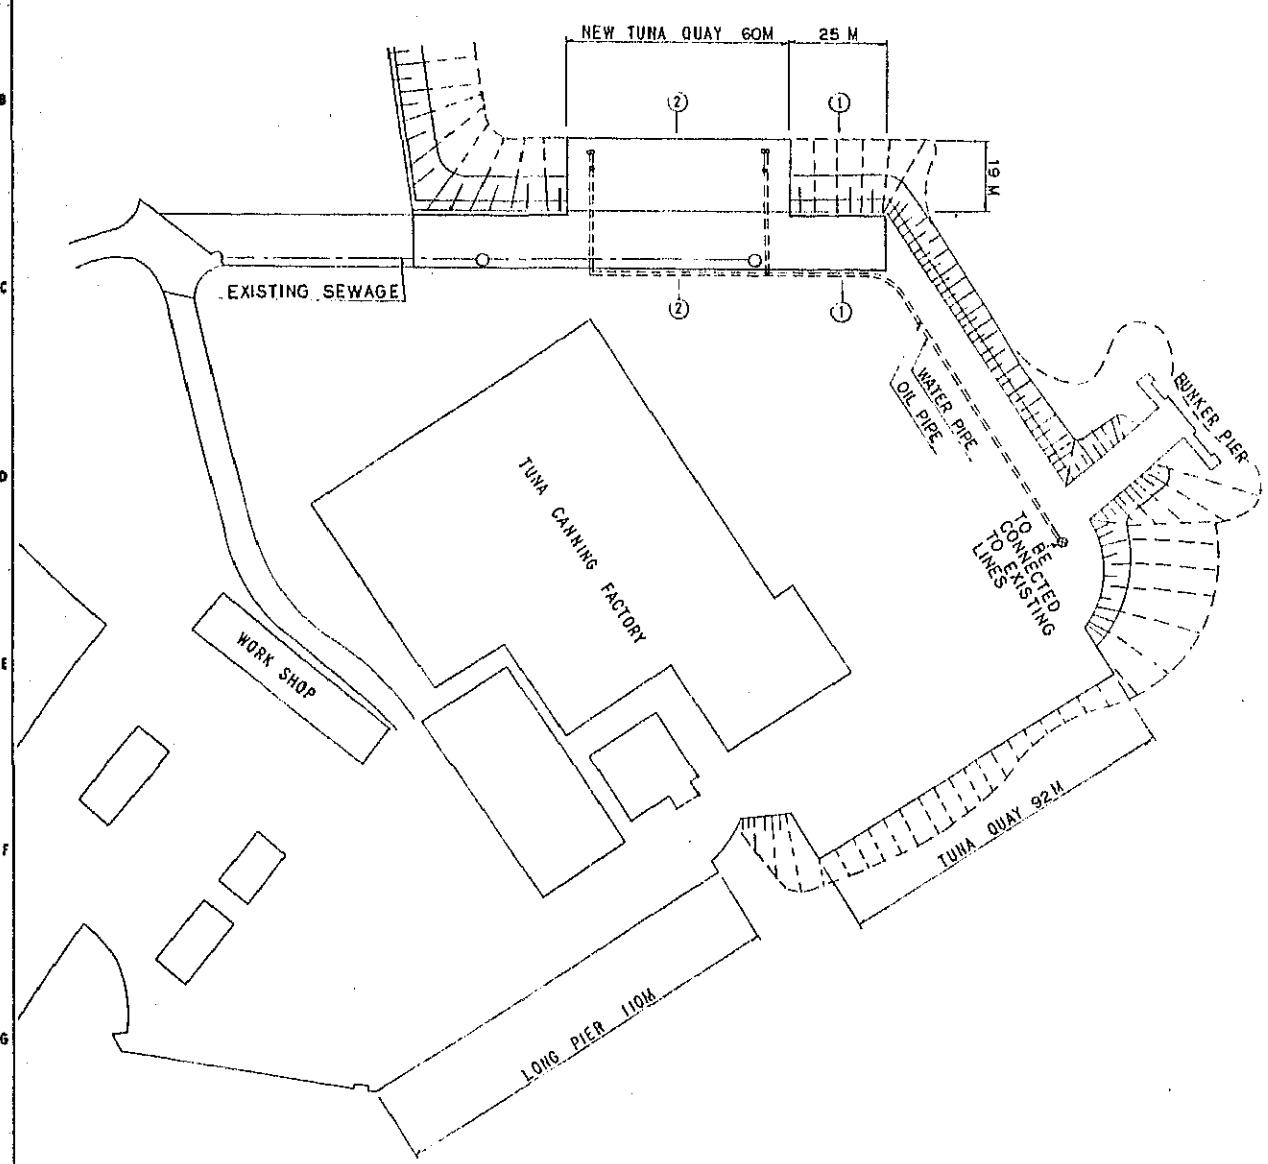 NEW TUNA QUAY 60M
25 M
B
2
1
19 M
C
EXISTING SEWAGE
2
1
WATER PIPE
OIL PIPE
BUNKER PIER
D
TUNA CANNING FACTORY
TO BE
CONNECTED
TO EXISTING
LINES
E
WORK SHOP
F
TUNA QUAY 92M
G
LONG PIER 110M